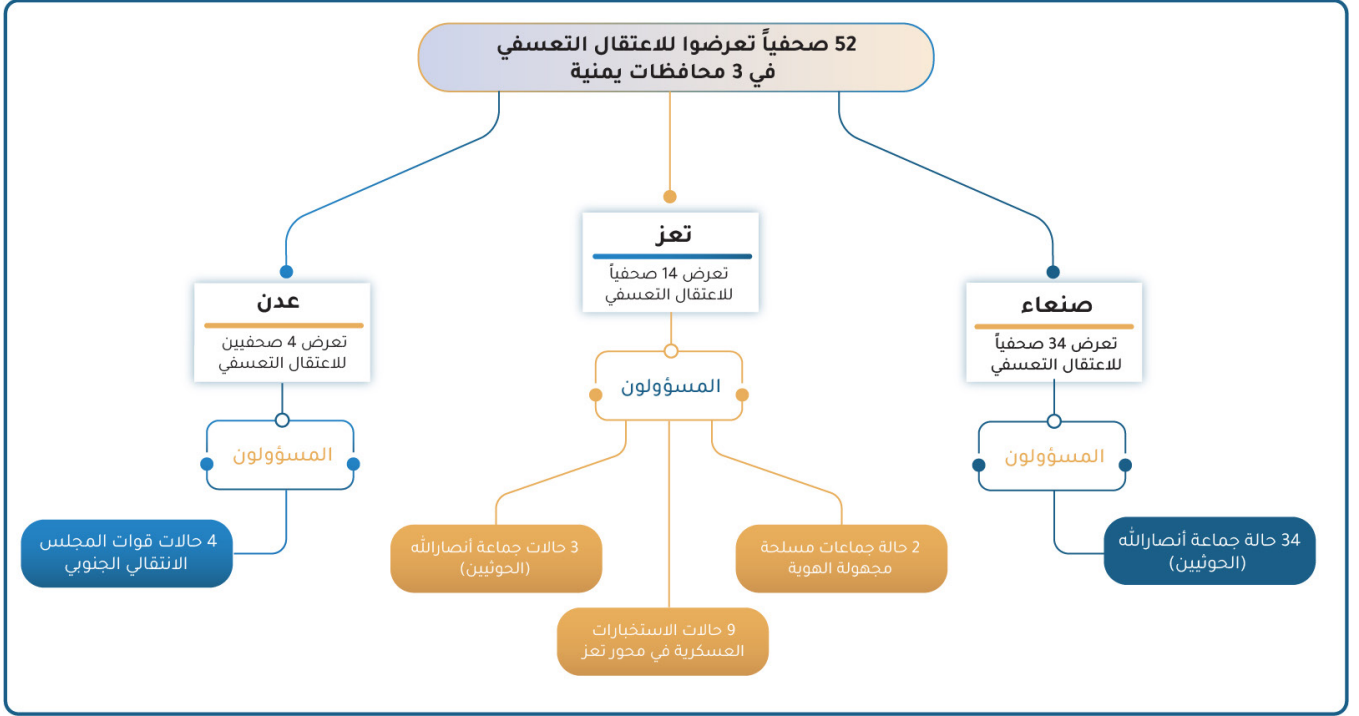 52 صحفياً تعرضوا للاعتقال التعسفي
في 3 محافظات يمنية
صنعاء
تعرض 34 صحفياً
للاعتقال التعسفي
المسؤولون
34 حالة جماعة أنصارالله
(الحوثيين)
تعز
تعرض 14 صحفياً
للاعتقال التعسفي
المسؤولون
2 حالة جماعات مسلحة
مجهولة الهوية
9 حالات الاستخبارات
العسكرية في محور تعز
3 حالات جماعة أنصارالله
(الحوثيين)
عدن
تعرض 4 صحفيين
للاعتقال التعسفي
المسؤولون
4 حالات قوات المجلس
الانتقالي الجنوبي